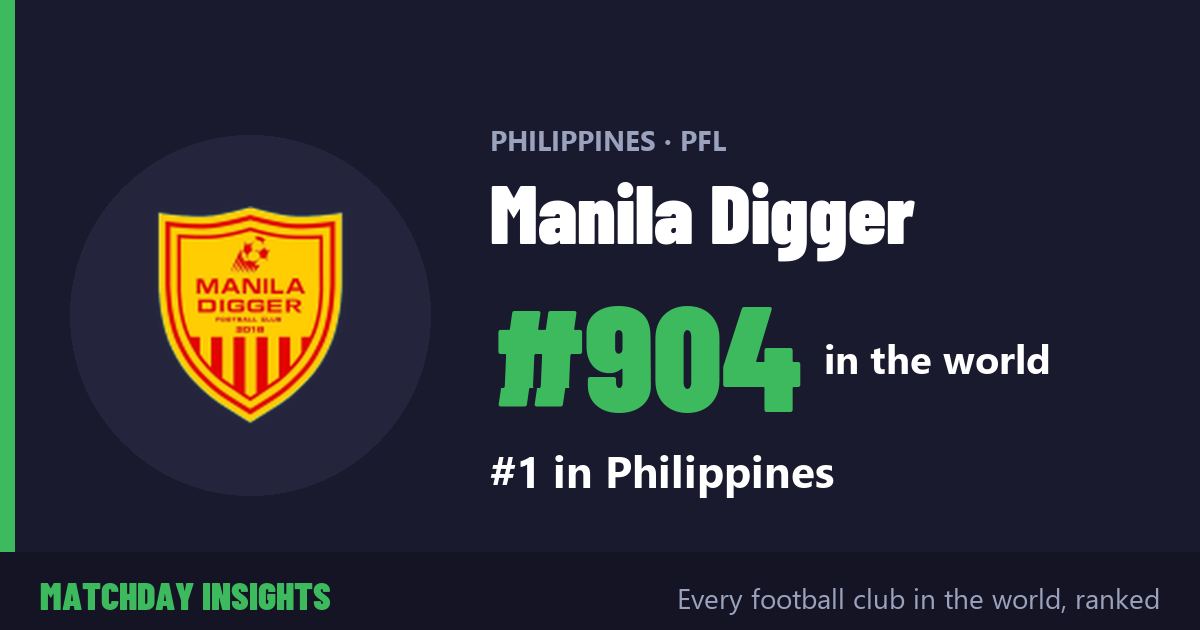 PHILIPPINES · PFL
Manila Digger
MANILA
DIGGER
FOOTBALL CLUB
2018
#904 in the world
#1 in Philippines
MATCHDAY INSIGHTS
Every football club in the world, ranked